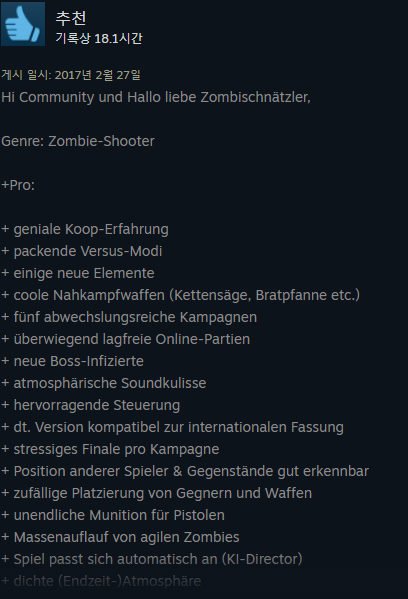 추천
기록상 18.1시간
게시 일시: 2017년 2월 27일
Hi Community und Hallo liebe Zombischnätzler,
Genre: Zombie-Shooter
+Pro:
+ geniale Koop-Erfahrung
+ packende Versus-Modi
+ einige neue Elemente
+ coole Nahkampfwaffen (Kettensäge, Bratpfanne etc.)
+ fünf abwechslungsreiche Kampagnen
+ überwiegend lagfreie Online-Partien
+ neue Boss-Infizierte
+ atmosphärische Soundkulisse
+ hervorragende Steuerung
+ dt. Version kompatibel zur internationalen Fassung
+ stressiges Finale pro Kampagne
+ Position anderer Spieler & Gegenstände gut erkennbar
+ zufällige Platzierung von Gegnern und Waffen
+ unendliche Munition für Pistolen
+ Massenauflauf von agilen Zombies
+ Spiel passt sich automatisch an (KI-Director)
+ dichte (Endzeit-)Atmosphäre